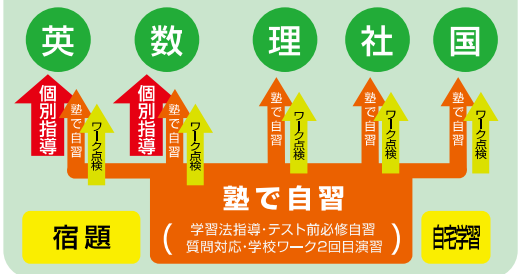 英 数 理 社 国
個別指導 塾で自習 ワーク点検
個別指導 塾で自習 ワーク点検
塾で自習 ワーク点検
塾で自習 ワーク点検
塾で自習 ワーク点検
宿題
塾で自習
(学習法指導・テスト前必修自習
質問対応・学校ワーク2回目演習)
自宅学習